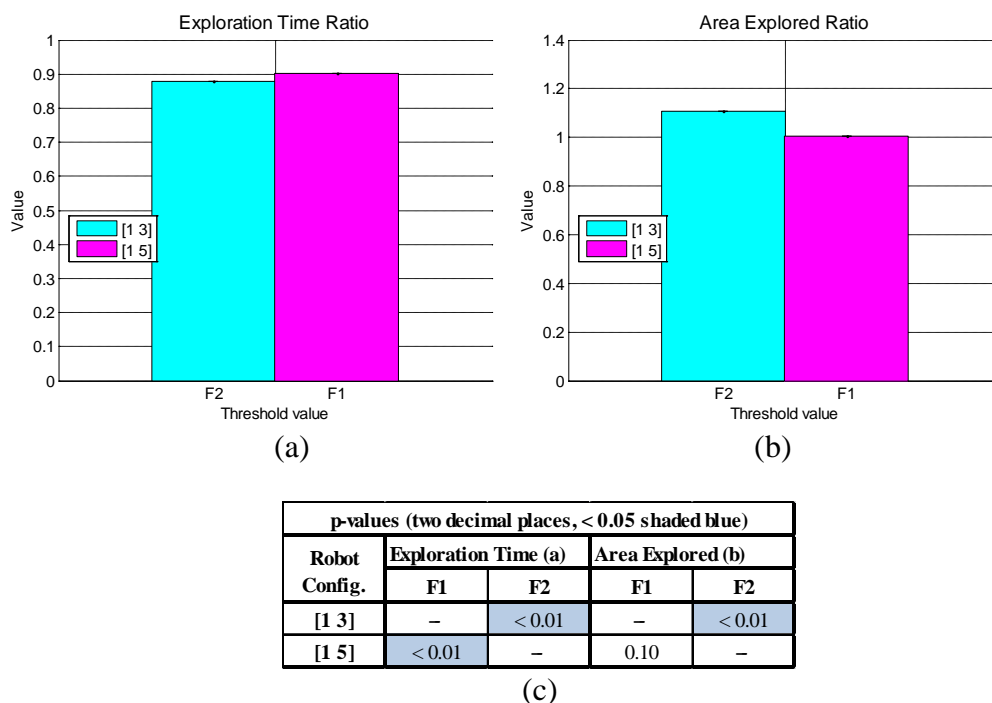 Exploration Time Ratio
1
0.9
0.8
0.7
0.6
0.5
0.4
0.3
0.2
0.1
0
Value
[1 3]
[1 5]
F2 F1
Threshold value
(a)
Area Explored Ratio
1.4
1.2
1
0.8
0.6
0.4
0.2
0
Value
[1 3]
[1 5]
F2 F1
Threshold value
(b)
p-values (two decimal places, < 0.05 shaded blue)
Robot Config. Exploration Time (a) Area Explored (b)
F1 F2 F1 F2
[1 3] – < 0.01 – < 0.01
[1 5] < 0.01 – 0.10 –
(c)